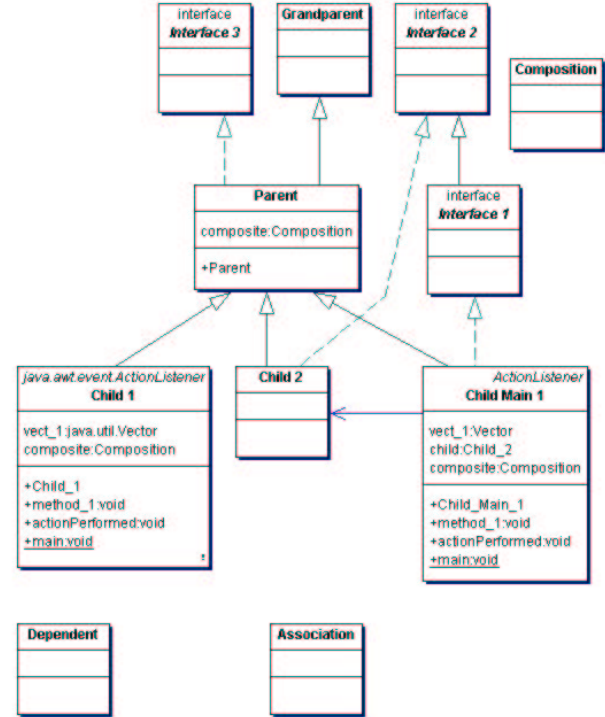 interface
Interface 3
Grandparent
interface
Interface 2
Composition
Parent
composite:Composition
+Parent
interface
Interface 1
java.awt.event.ActionListener
Child 1
vect_1:java.util.Vector
composite:Composition
+Child_1
+method_1:void
+actionPerformed:void
+main:void
Child 2
ActionListener
Child Main 1
vect_1:Vector
child:Child_2
composite:Composition
+Child_Main_1
+method_1:void
+actionPerformed:void
+main:void
Dependent
Association